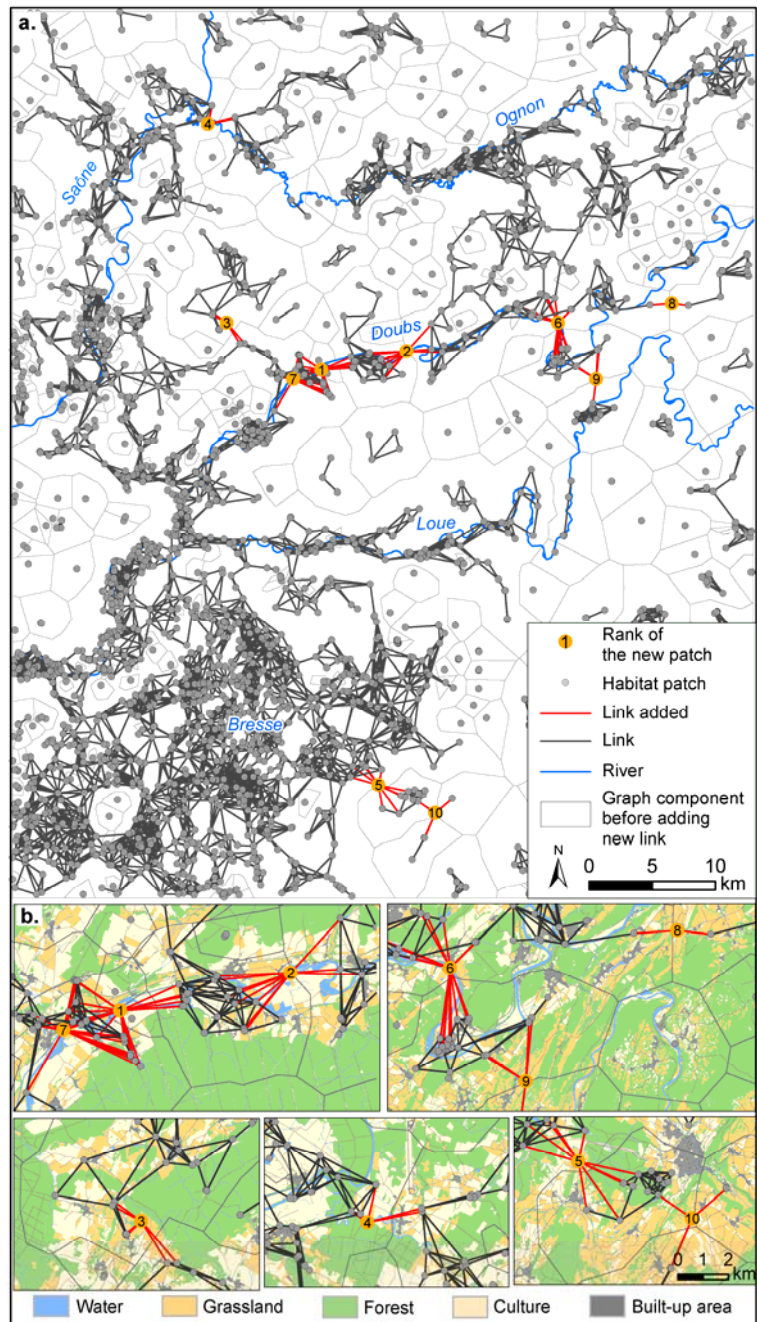 a.
Ognon
4
Saône
8
3
6
Doubs
2
1
7
9
Loue
1 Rank of
the new patch
Habitat patch
Link added
Link
River
Graph component
before adding
new link
N
0 5 10
km
Bresse
5
10
b.
2
1
7
8
6
9
3
4
5
10
0 1 2
km
Water Grassland Forest Culture Built-up area